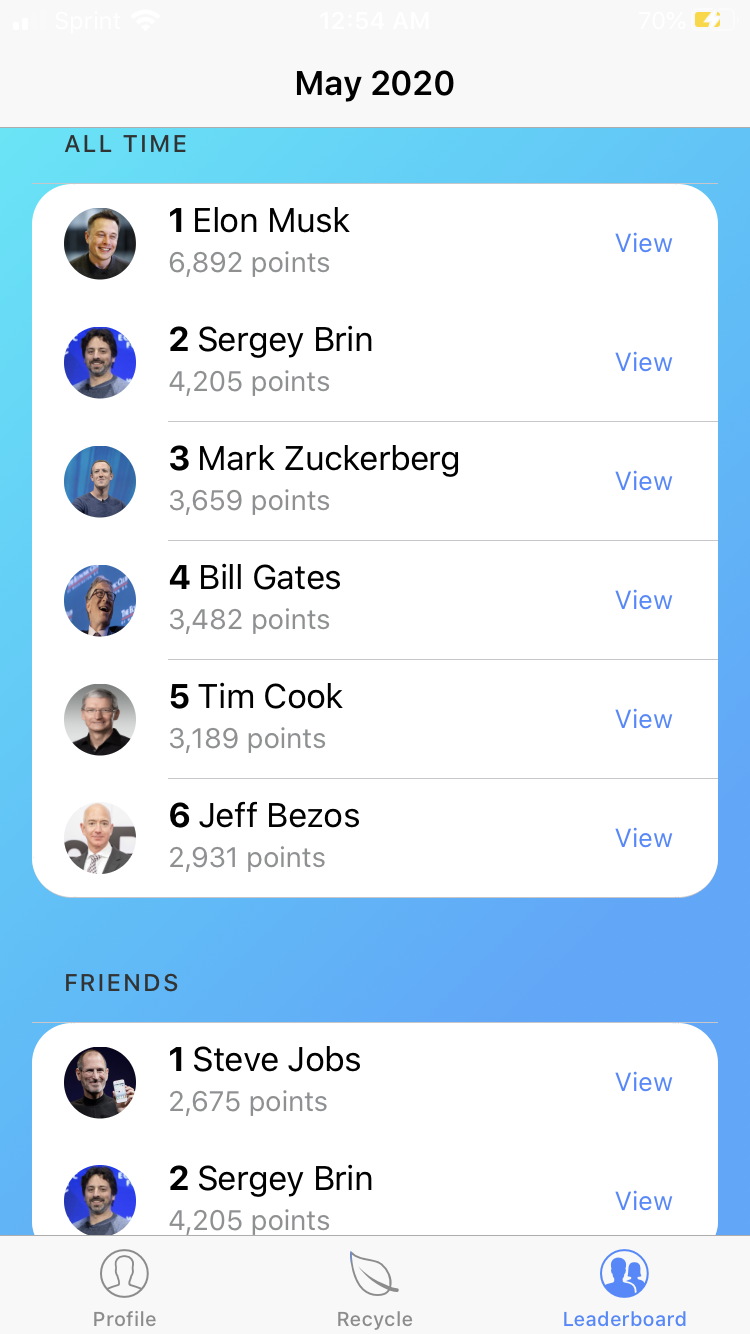 Sprint 12:54 AM 70%
May 2020
ALL TIME
1 Elon Musk
6,892 points
View
2 Sergey Brin
4,205 points
View
3 Mark Zuckerberg
3,659 points
View
4 Bill Gates
3,482 points
View
5 Tim Cook
3,189 points
View
6 Jeff Bezos
2,931 points
View
FRIENDS
1 Steve Jobs
2,675 points
View
2 Sergey Brin
4,205 points
View
Profile Recycle Leaderboard